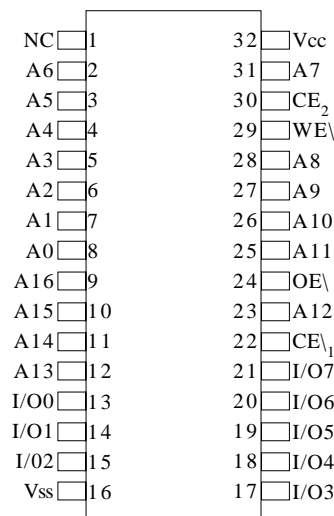 NC 1 32 Vcc
A6 2 31 A7
A5 3 30 CE2
A4 4 29 WE\
A3 5 28 A8
A2 6 27 A9
A1 7 26 A10
A0 8 25 A11
A16 9 24 OE\
A15 10 23 A12
A14 11 22 CE\1
A13 12 21 I/O7
I/O0 13 20 I/O6
I/O1 14 19 I/O5
I/02 15 18 I/O4
Vss 16 17 I/O3